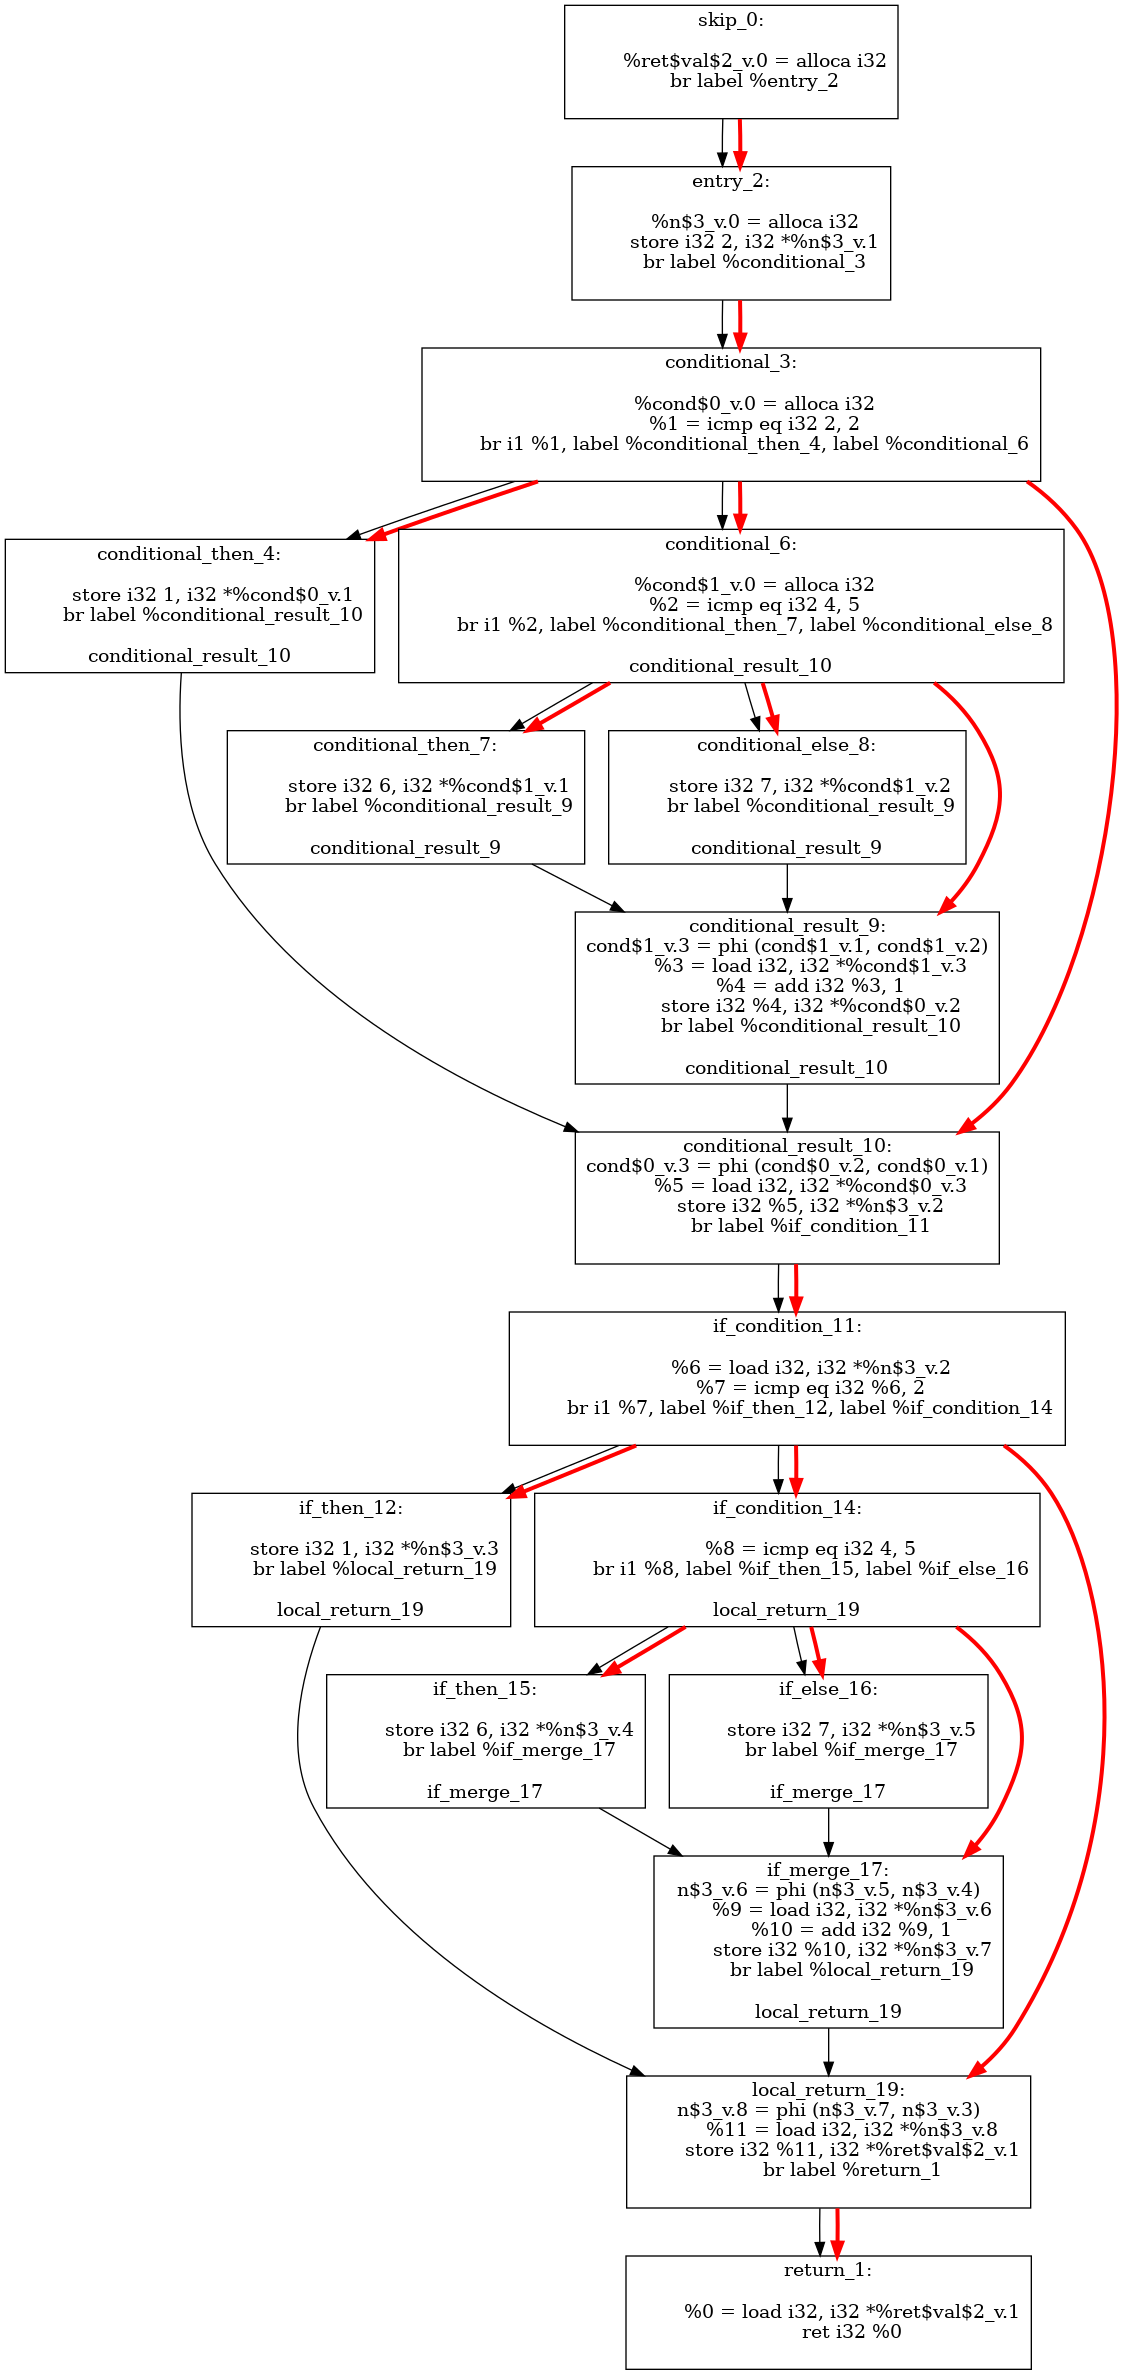 skip_0:
%ret$val$2_v.0 = alloca i32
br label %entry_2
entry_2:
%n$3_v.0 = alloca i32
store i32 2, i32 *%n$3_v.1
br label %conditional_3
conditional_3:
%cond$0_v.0 = alloca i32
%1 = icmp eq i32 2, 2
br i1 %1, label %conditional_then_4, label %conditional_6
conditional_then_4:
store i32 1, i32 *%cond$0_v.1
br label %conditional_result_10
conditional_result_10
conditional_6:
%cond$1_v.0 = alloca i32
%2 = icmp eq i32 4, 5
br i1 %2, label %conditional_then_7, label %conditional_else_8
conditional_result_10
conditional_then_7:
store i32 6, i32 *%cond$1_v.1
br label %conditional_result_9
conditional_result_9
conditional_else_8:
store i32 7, i32 *%cond$1_v.2
br label %conditional_result_9
conditional_result_9
conditional_result_9:
cond$1_v.3 = phi (cond$1_v.1, cond$1_v.2)
%3 = load i32, i32 *%cond$1_v.3
%4 = add i32 %3, 1
store i32 %4, i32 *%cond$0_v.2
br label %conditional_result_10
conditional_result_10
conditional_result_10:
cond$0_v.3 = phi (cond$0_v.2, cond$0_v.1)
%5 = load i32, i32 *%cond$0_v.3
store i32 %5, i32 *%n$3_v.2
br label %if_condition_11
if_condition_11:
%6 = load i32, i32 *%n$3_v.2
%7 = icmp eq i32 %6, 2
br i1 %7, label %if_then_12, label %if_condition_14
if_then_12:
store i32 1, i32 *%n$3_v.3
br label %local_return_19
local_return_19
if_condition_14:
%8 = icmp eq i32 4, 5
br i1 %8, label %if_then_15, label %if_else_16
local_return_19
if_then_15:
store i32 6, i32 *%n$3_v.4
br label %if_merge_17
if_merge_17
if_else_16:
store i32 7, i32 *%n$3_v.5
br label %if_merge_17
if_merge_17
if_merge_17:
n$3_v.6 = phi (n$3_v.5, n$3_v.4)
%9 = load i32, i32 *%n$3_v.6
%10 = add i32 %9, 1
store i32 %10, i32 *%n$3_v.7
br label %local_return_19
local_return_19
local_return_19:
n$3_v.8 = phi (n$3_v.7, n$3_v.3)
%11 = load i32, i32 *%n$3_v.8
store i32 %11, i32 *%ret$val$2_v.1
br label %return_1
return_1:
%0 = load i32, i32 *%ret$val$2_v.1
ret i32 %0